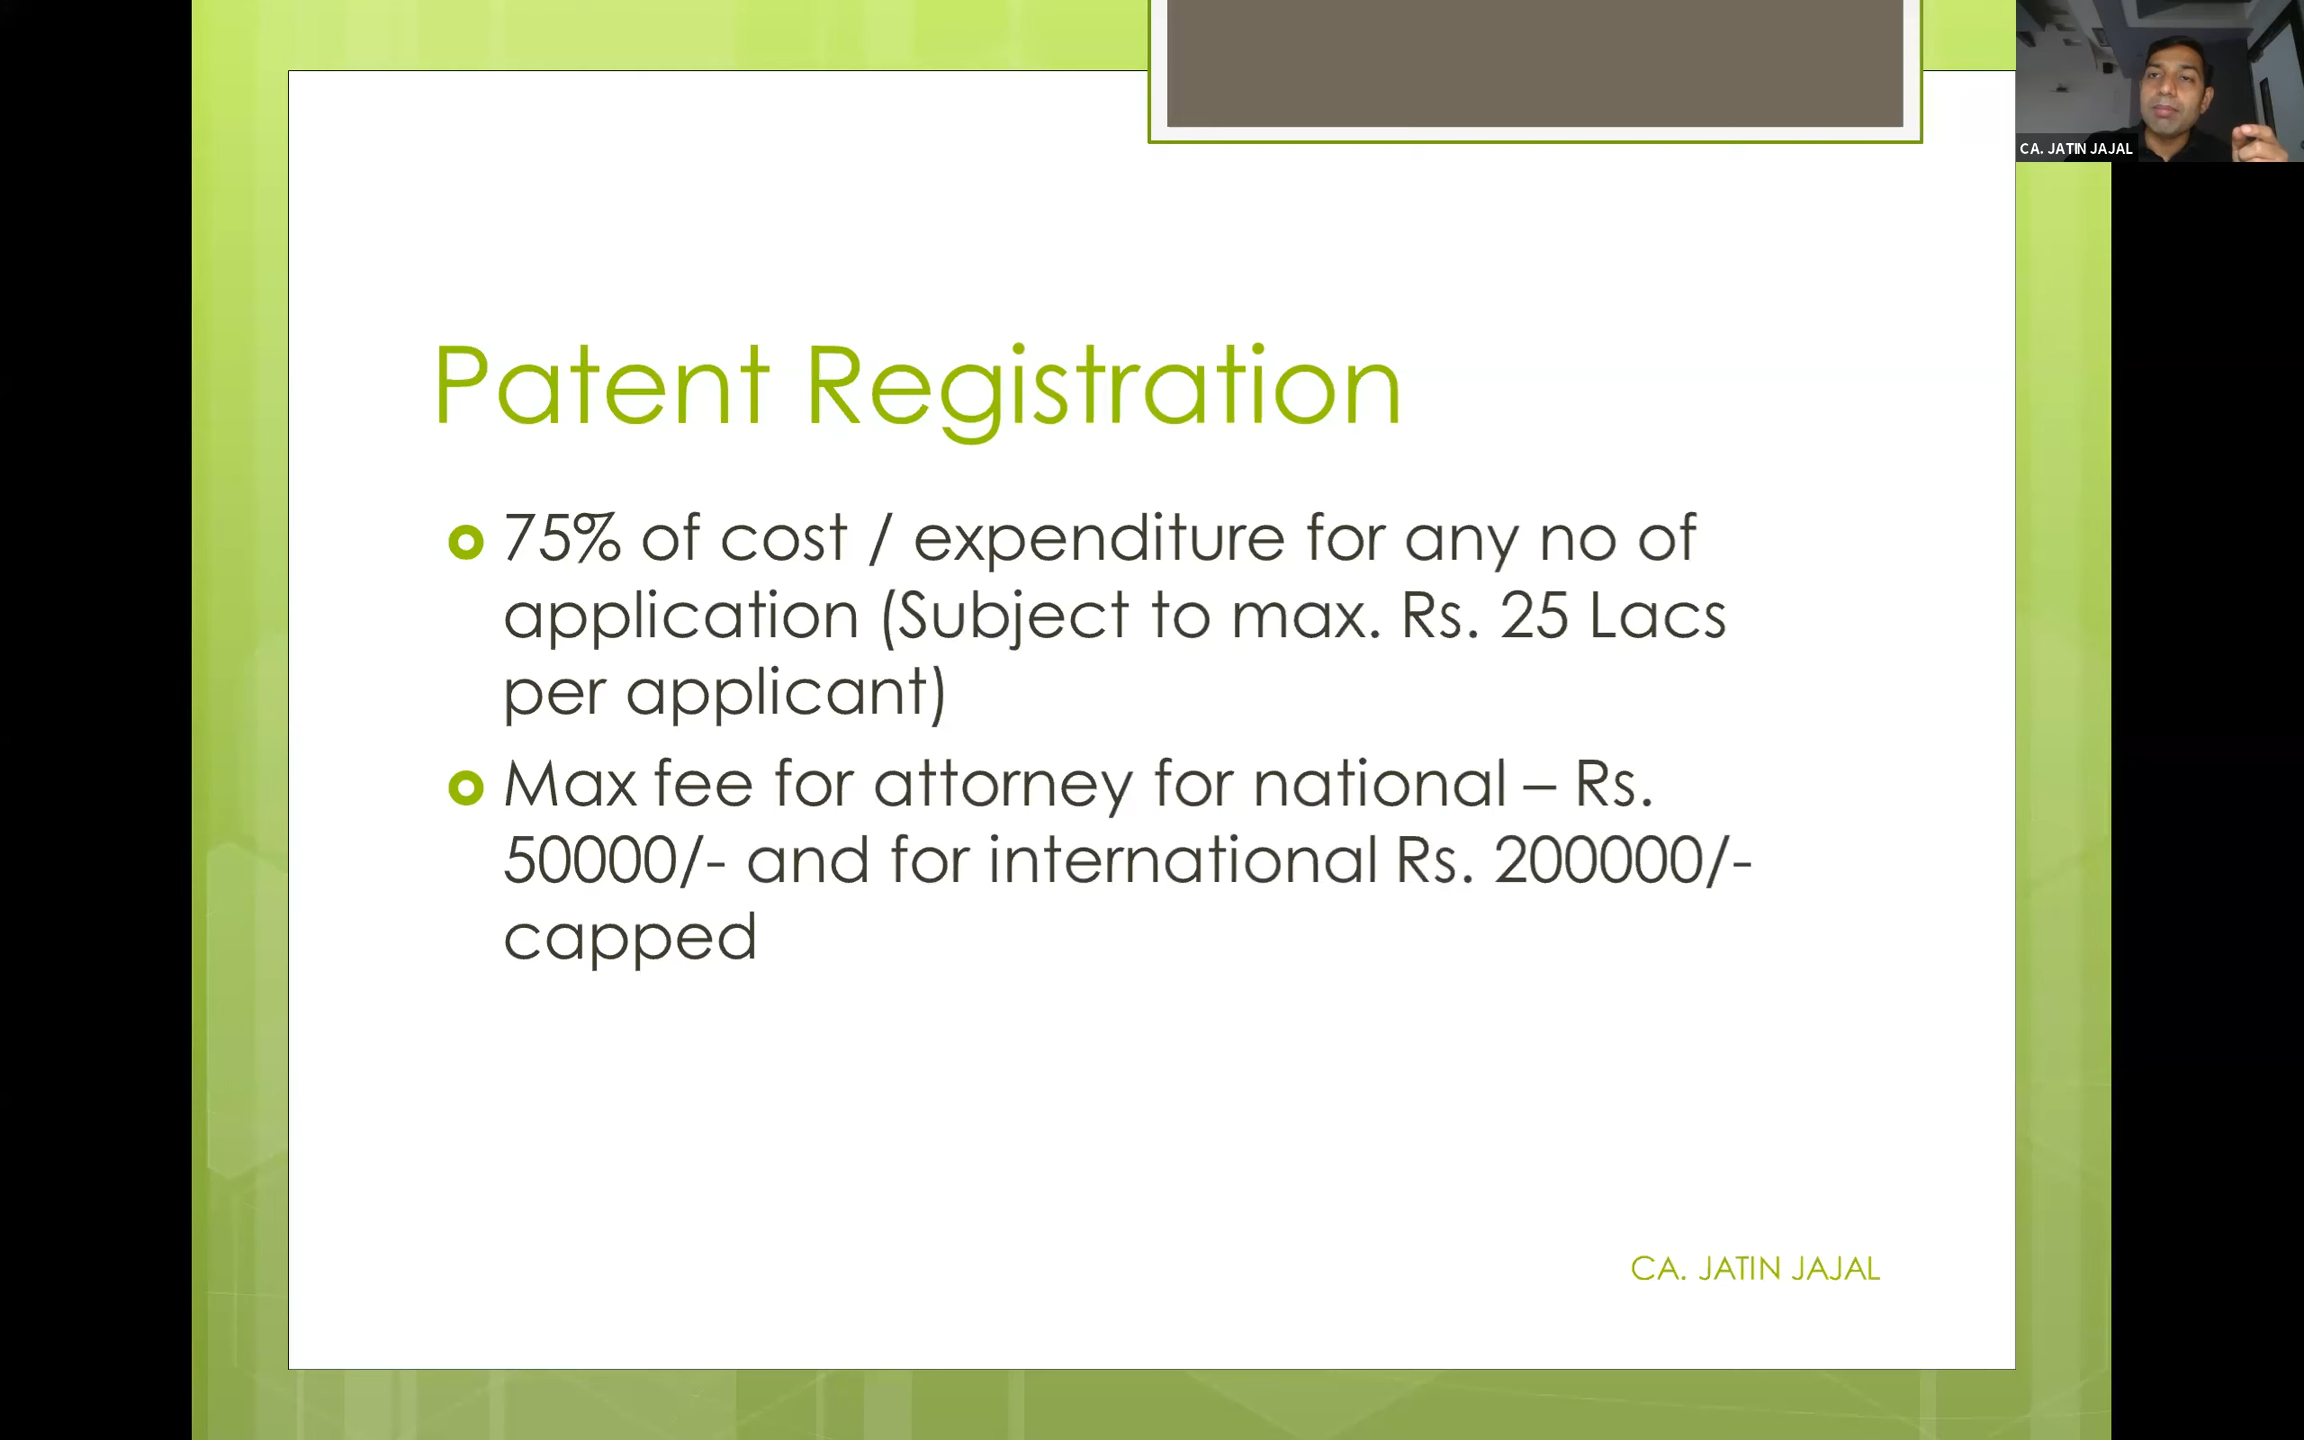 CA. JATIN JAJAL
Patent Registration
75% of cost / expenditure for any no of
application (Subject to max. Rs. 25 Lacs
per applicant)
Max fee for attorney for national – Rs.
50000/- and for international Rs. 200000/-
capped
CA. JATIN JAJAL